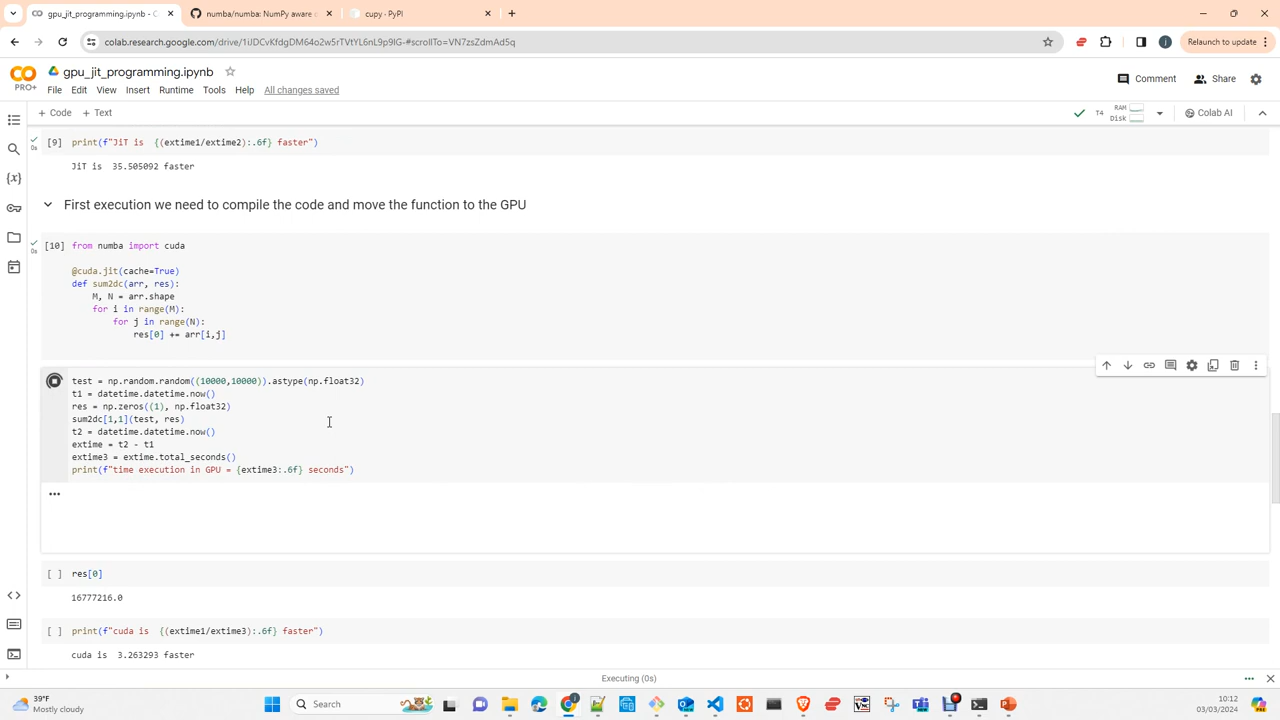 gpu_jit_programming.ipynb - C
numba/numba: NumPy aware d
cupy · PyPI
colab.research.google.com/drive/1iJDCvKfdgDM64o2w5rTVtYL6nL9p9IG-#scrollTo=VN7zsZdmAd5q
Relaunch to update
PRO+
gpu_jit_programming.ipynb
File Edit View Insert Runtime Tools Help All changes saved
Comment
Share
+ Code + Text
T4
RAM
Disk
Colab AI
[9] print(f"JiT is {(extime1/extime2):.6f} faster")
0s
JiT is 35.505092 faster
First execution we need to compile the code and move the function to the GPU
[10] from numba import cuda
0s
@cuda.jit(cache=True)
def sum2dc(arr, res):
M, N = arr.shape
for i in range(M):
for j in range(N):
res[0] += arr[i,j]
test = np.random.random((10000,10000)).astype(np.float32)
t1 = datetime.datetime.now()
res = np.zeros((1), np.float32)
sum2dc[1,1](test, res)
t2 = datetime.datetime.now()
extime = t2 - t1
extime3 = extime.total_seconds()
print(f"time execution in GPU = {extime3:.6f} seconds")
[ ] res[0]
16777216.0
[ ] print(f"cuda is {(extime1/extime3):.6f} faster")
cuda is 3.263293 faster
Executing (0s)
39°F
Mostly cloudy
Search
10:12
03/03/2024